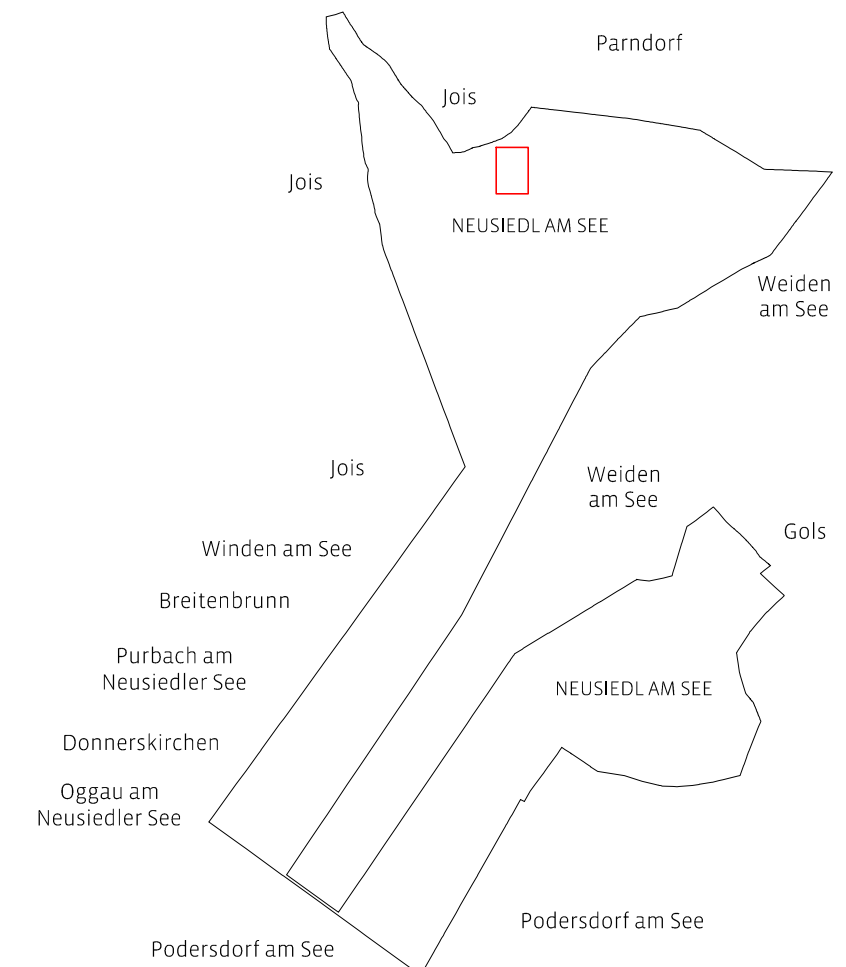 Parndorf
Jois
Jois
NEUSIEDL AM SEE
Weiden
am See
Jois
Weiden
am See
Gols
Winden am See
Breitenbrunn
Purbach am
Neusiedler See
NEUSIEDL AM SEE
Donnerskirchen
Oggau am
Neusiedler See
Podersdorf am See
Podersdorf am See